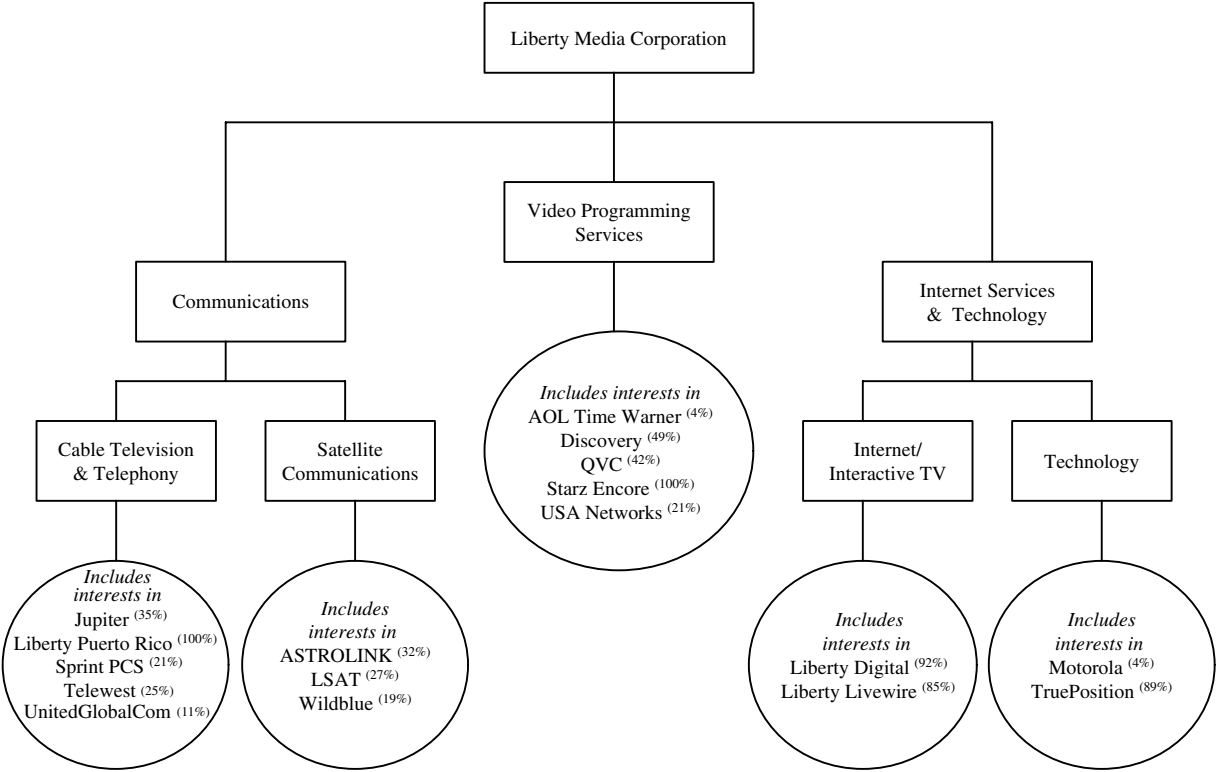 Liberty Media Corporation
Video Programming
Services
Communications
Internet Services
& Technology
Includes interests in
AOL Time Warner (4%)
Discovery (49%)
QVC (42%)
Starz Encore (100%)
USA Networks (21%)
Cable Television
& Telephony
Satellite
Communications
Internet/
Interactive TV
Technology
Includes
interests in
Jupiter (35%)
Liberty Puerto Rico (100%)
Sprint PCS (21%)
Telewest (25%)
UnitedGlobalCom (11%)
Includes
interests in
ASTROLINK (32%)
LSAT (27%)
Wildblue (19%)
Includes
interests in
Liberty Digital (92%)
Liberty Livewire (85%)
Includes
interests in
Motorola (4%)
TruePosition (89%)